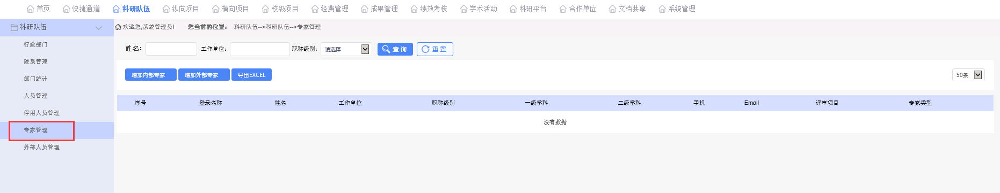 首页 快捷通道 科研队伍 纵向项目 横向项目 校级项目 经费管理 成果管理 绩效考核 学术活动 科研平台 合作单位 文档共享 系统管理
科研队伍
行政部门
院系管理
部门统计
人员管理
停用人员管理
专家管理
外部人员管理
欢迎您,系统管理员! 您当前的位置： 科研队伍-->科研队伍-->专家管理
姓名： 工作单位： 职称级别： 请选择 查询 重置
增加内部专家 增加外部专家 导出EXCEL 50条
序号 登录名称 姓名 工作单位 职称级别 一级学科 二级学科 手机 Email 评审项目 专家类型
没有数据